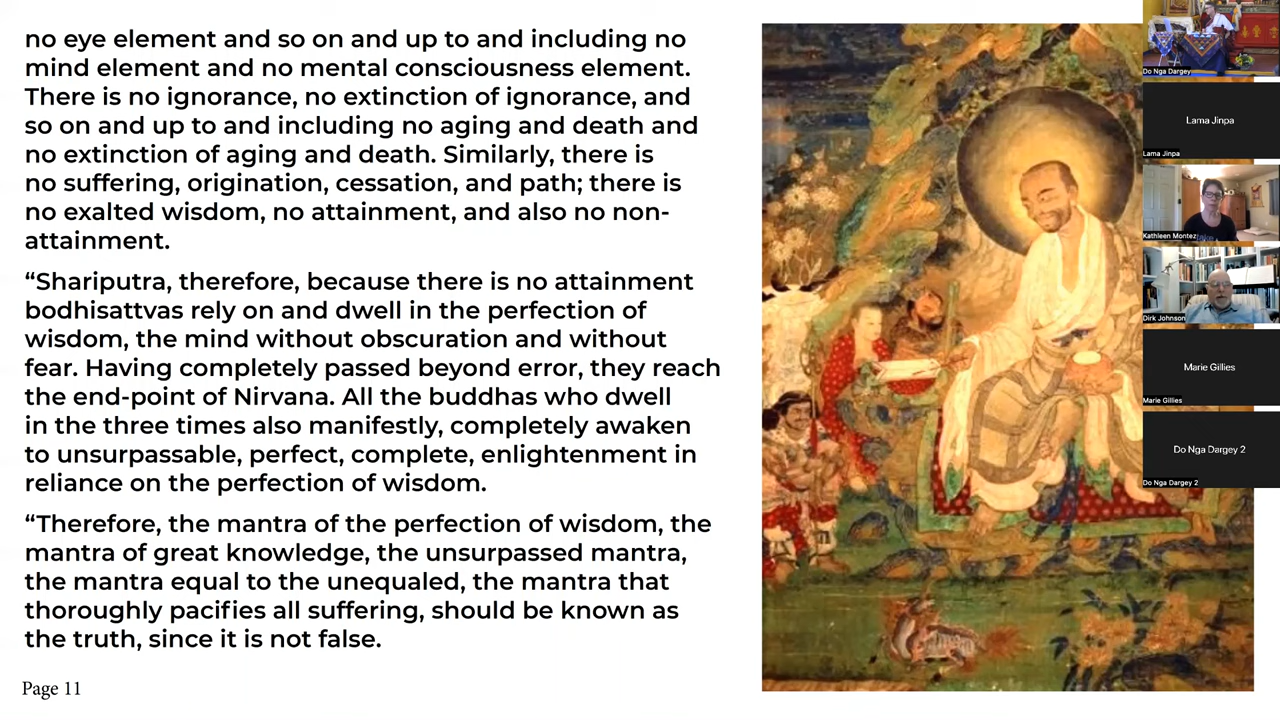 no eye element and so on and up to and including no
mind element and no mental consciousness element.
There is no ignorance, no extinction of ignorance, and
so on and up to and including no aging and death and
no extinction of aging and death. Similarly, there is
no suffering, origination, cessation, and path; there is
no exalted wisdom, no attainment, and also no non-
attainment.
“Shariputra, therefore, because there is no attainment
bodhisattvas rely on and dwell in the perfection of
wisdom, the mind without obscuration and without
fear. Having completely passed beyond error, they reach
the end-point of Nirvana. All the buddhas who dwell
in the three times also manifestly, completely awaken
to unsurpassable, perfect, complete, enlightenment in
reliance on the perfection of wisdom.
“Therefore, the mantra of the perfection of wisdom, the
mantra of great knowledge, the unsurpassed mantra,
the mantra equal to the unequaled, the mantra that
thoroughly pacifies all suffering, should be known as
the truth, since it is not false.
Page 11
Do Nga Dargey
Lama Jinpa
Lama Jinpa
Kathleen Montez
Dirk Johnson
Marie Gillies
Marie Gillies
Do Nga Dargey 2
Do Nga Dargey 2